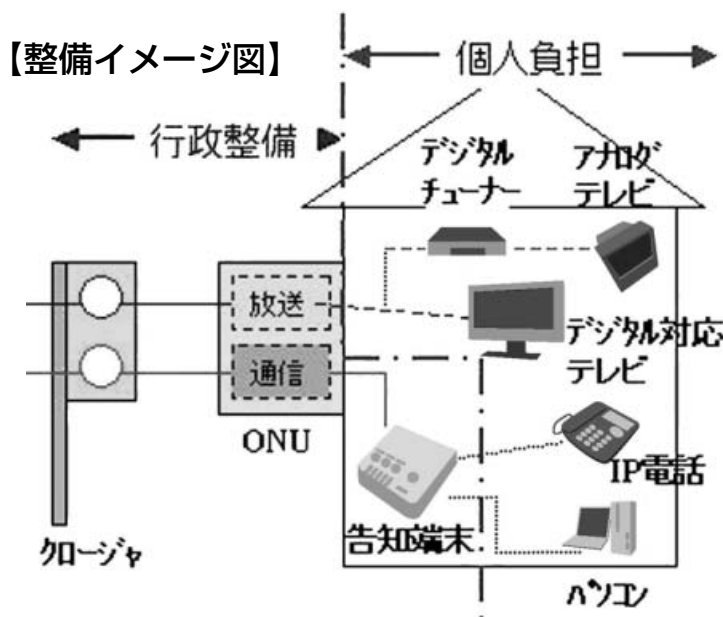 【整備イメージ図】
個人負担
行政整備
デジタル
チューナー
アナログ
テレビ
放送
通信
ONU
デジタル対応
テレビ
IP電話
告知端末
クロージャ
パソコン